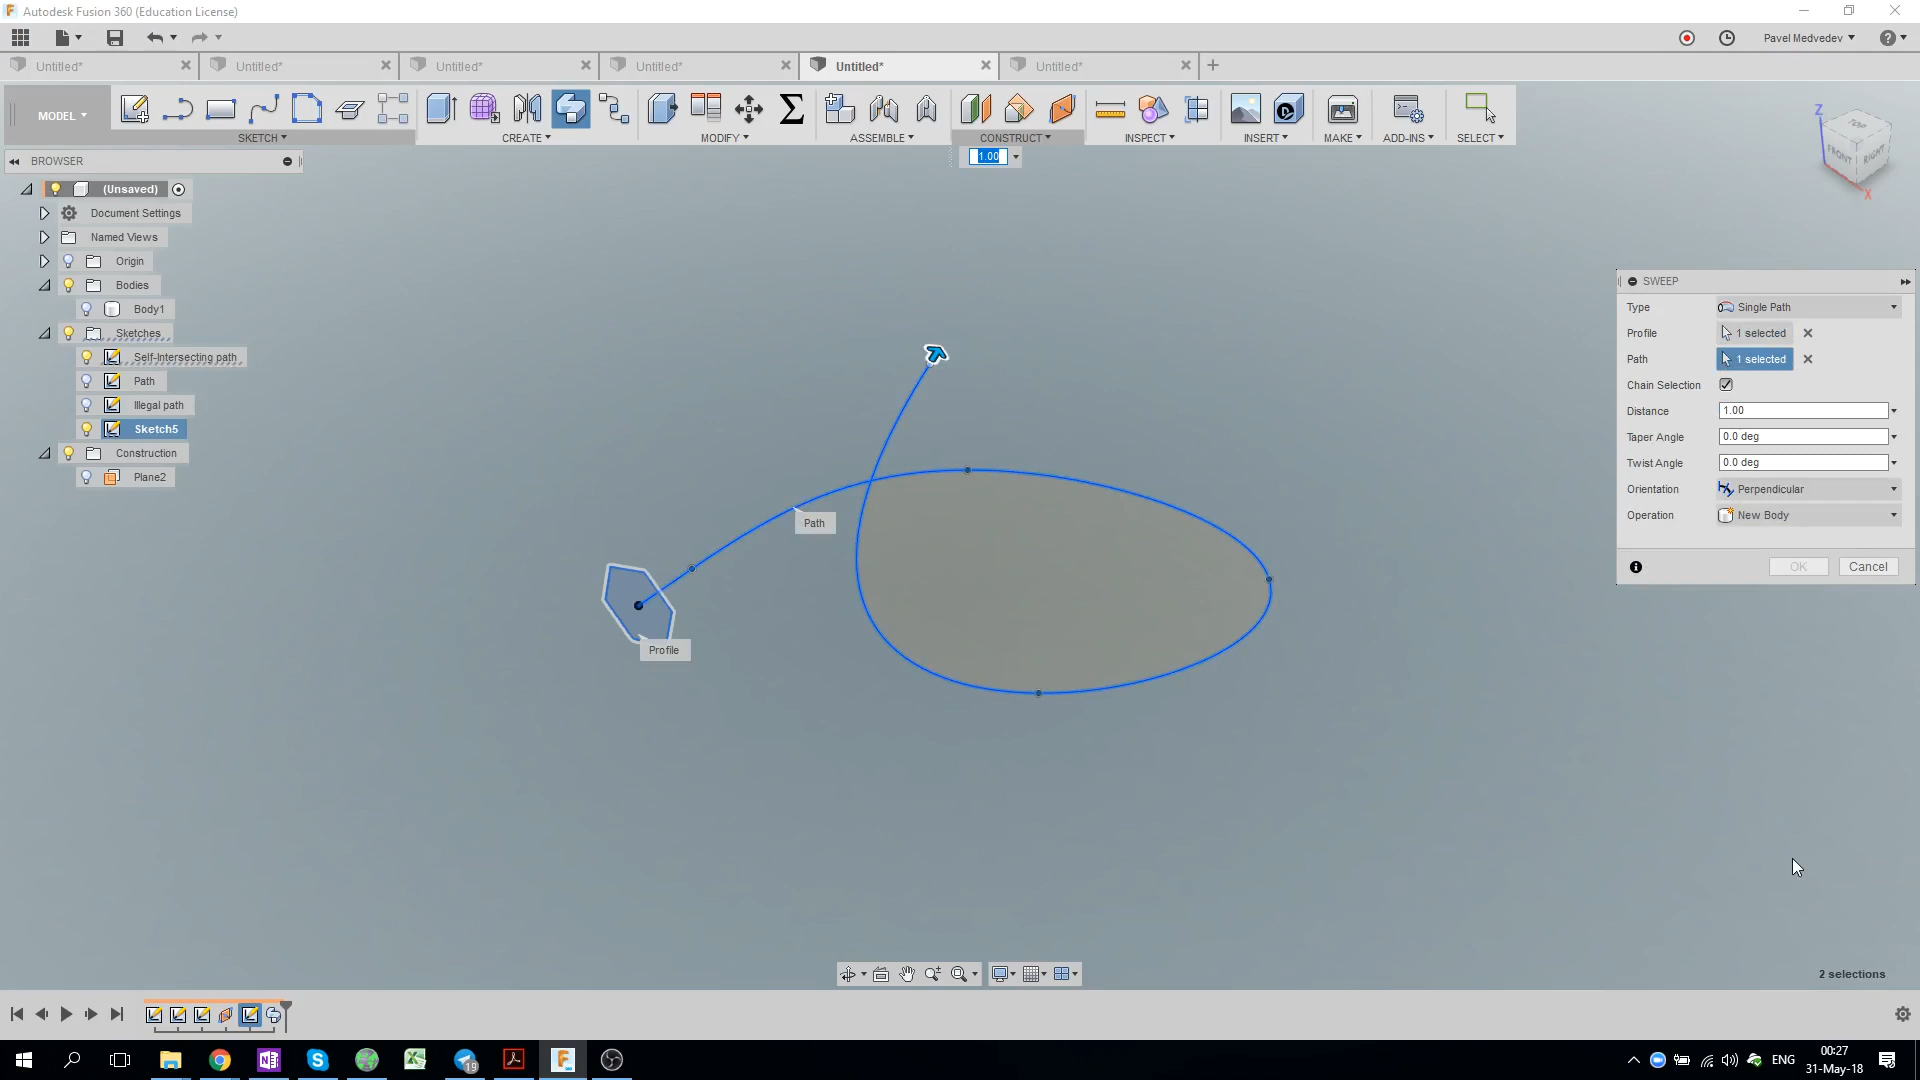 Autodesk Fusion 360 (Education License)
Pavel Medvedev
Untitled*
Untitled*
Untitled*
Untitled*
Untitled*
Untitled*
MODEL
SKETCH
CREATE
MODIFY
ASSEMBLE
CONSTRUCT
INSPECT
INSERT
MAKE
ADD-INS
SELECT
1.00
BROWSER
(Unsaved)
Document Settings
Named Views
Origin
Bodies
Body1
Sketches
Self-Intersecting path
Path
Illegal path
Sketch5
Construction
Plane2
Z
TOP
FRONT
RIGHT
X
Path
Profile
SWEEP
Type Single Path
Profile 1 selected
Path 1 selected
Chain Selection
Distance 1.00
Taper Angle 0.0 deg
Twist Angle 0.0 deg
Orientation Perpendicular
Operation New Body
OK Cancel
2 selections
19
ENG
00:27
31-May-18